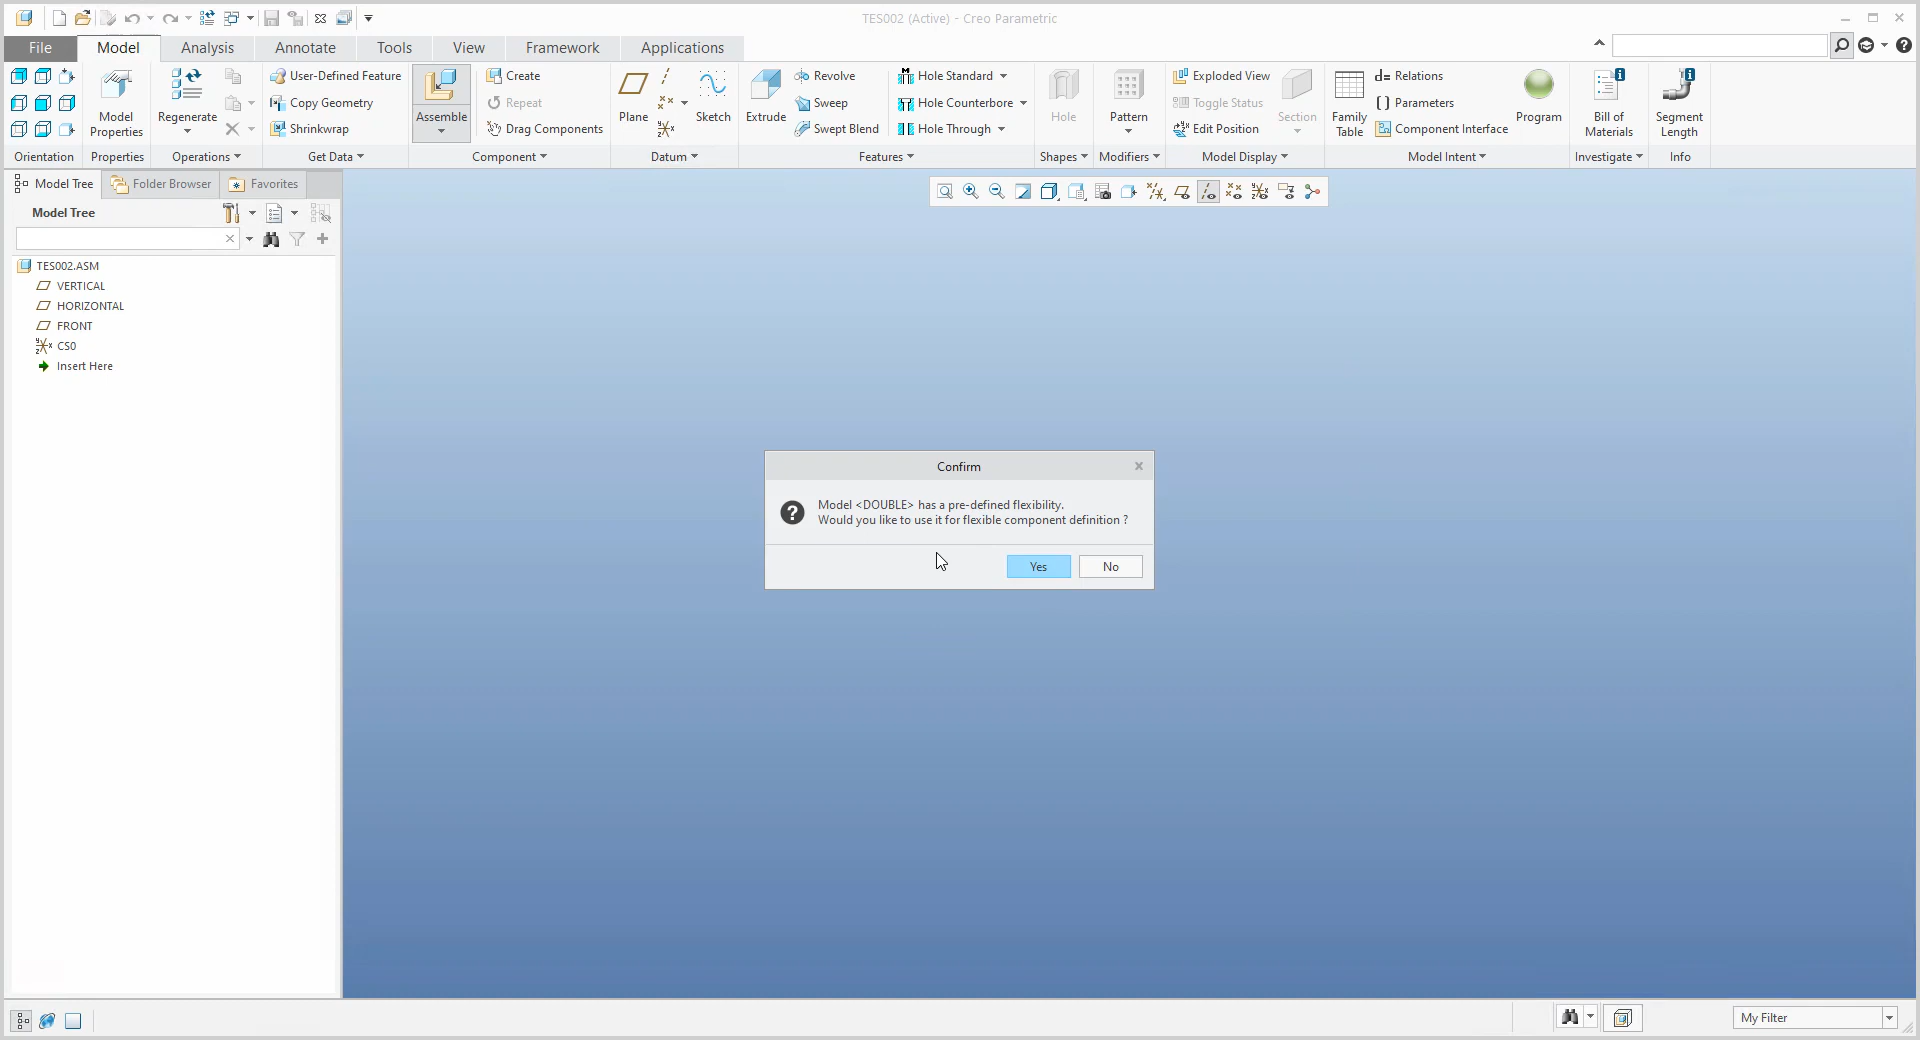 TES002 (Active) - Creo Parametric
File Model Analysis Annotate Tools View Framework Applications
Model Properties
Regenerate
User-Defined Feature
Copy Geometry
Shrinkwrap
Assemble
Create
Repeat
Drag Components
Plane
Sketch
Extrude
Revolve
Sweep
Swept Blend
Hole Standard
Hole Counterbore
Hole Through
Hole
Pattern
Exploded View
Toggle Status
Edit Position
Section
Family Table
Relations
Parameters
Component Interface
Program
Bill of Materials
Segment Length
Orientation Properties Operations Get Data Component Datum Features Shapes Modifiers Model Display Model Intent Investigate Info
Model Tree Folder Browser Favorites
Model Tree
TES002.ASM
VERTICAL
HORIZONTAL
FRONT
CS0
Insert Here
Confirm
Model <DOUBLE> has a pre-defined flexibility.
Would you like to use it for flexible component definition ?
Yes No
My Filter